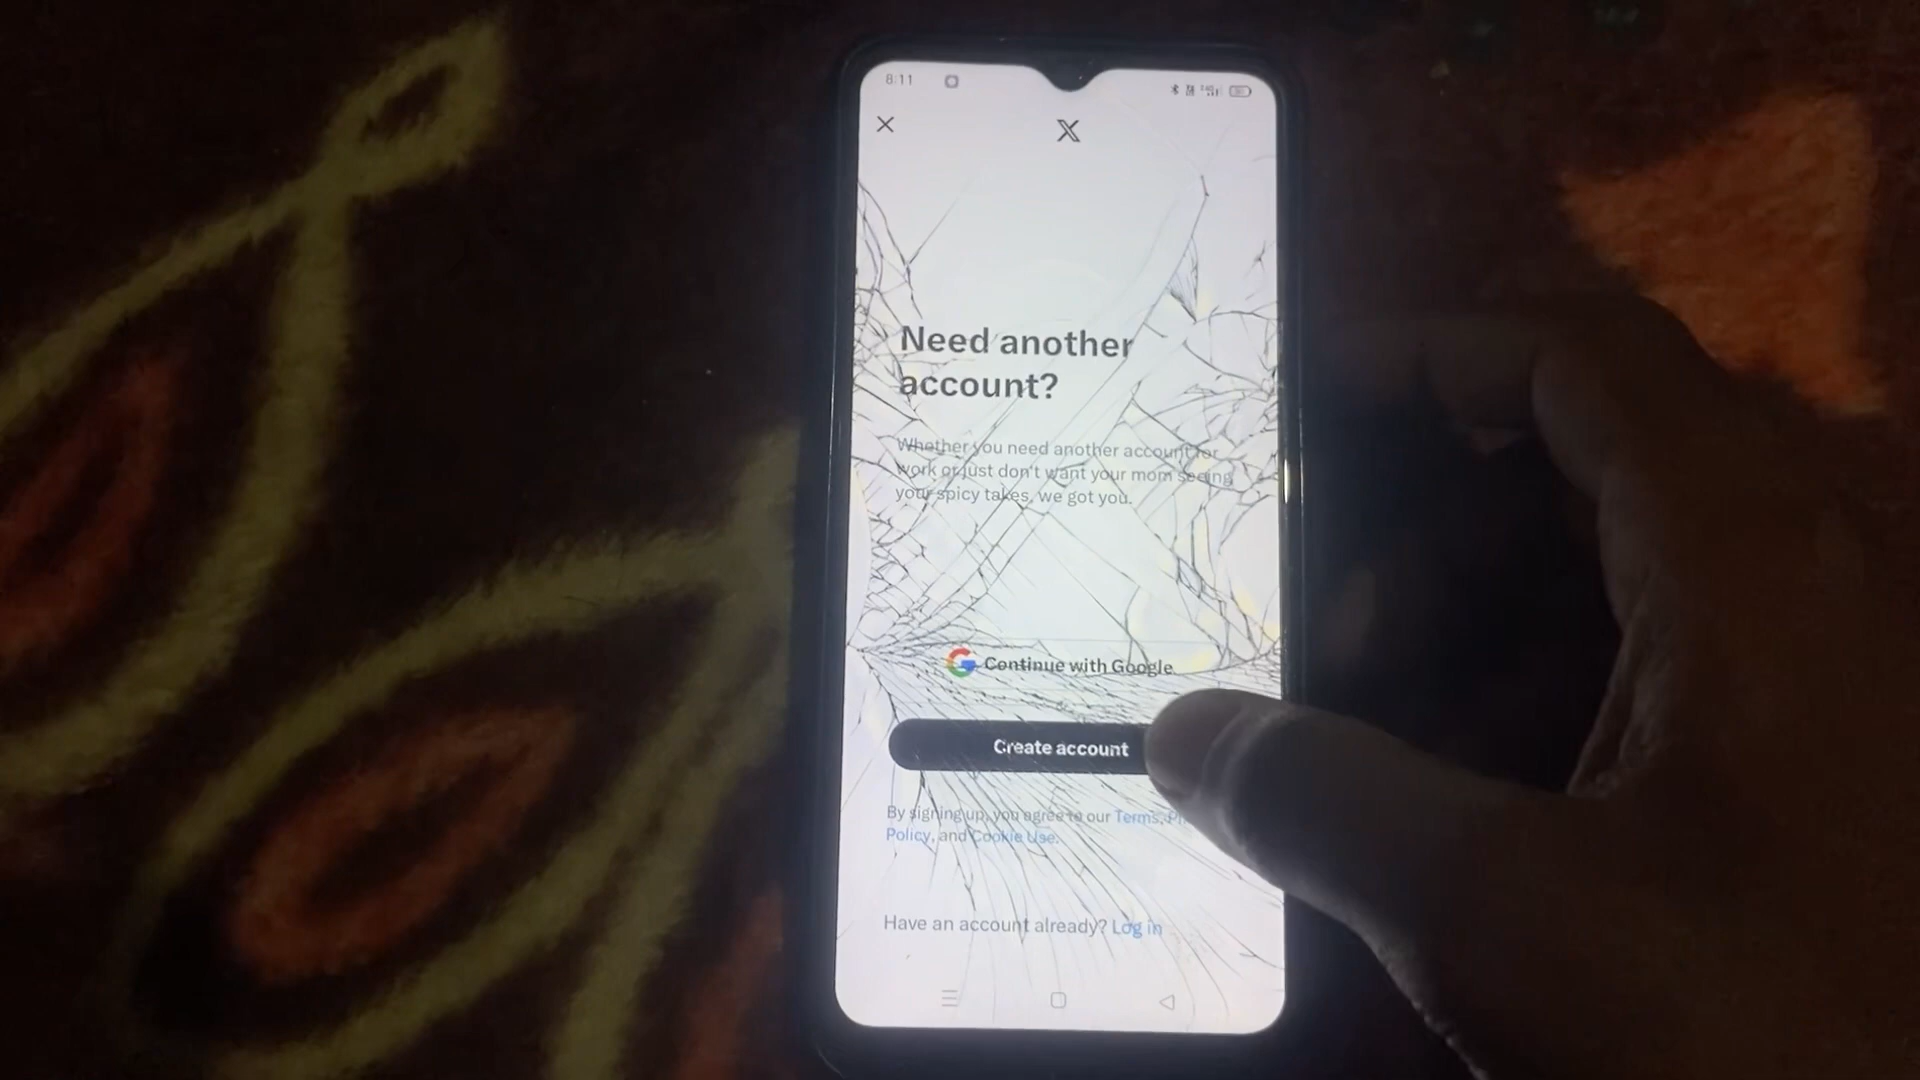 8:11
X
Need another
account?
Whether you need another account for
work or just don't want your mom seeing
your spicy takes, we got you.
Continue with Google
Create account
By signing up, you agree to our Terms,
Policy, and Cookie Use.
Have an account already? Log in